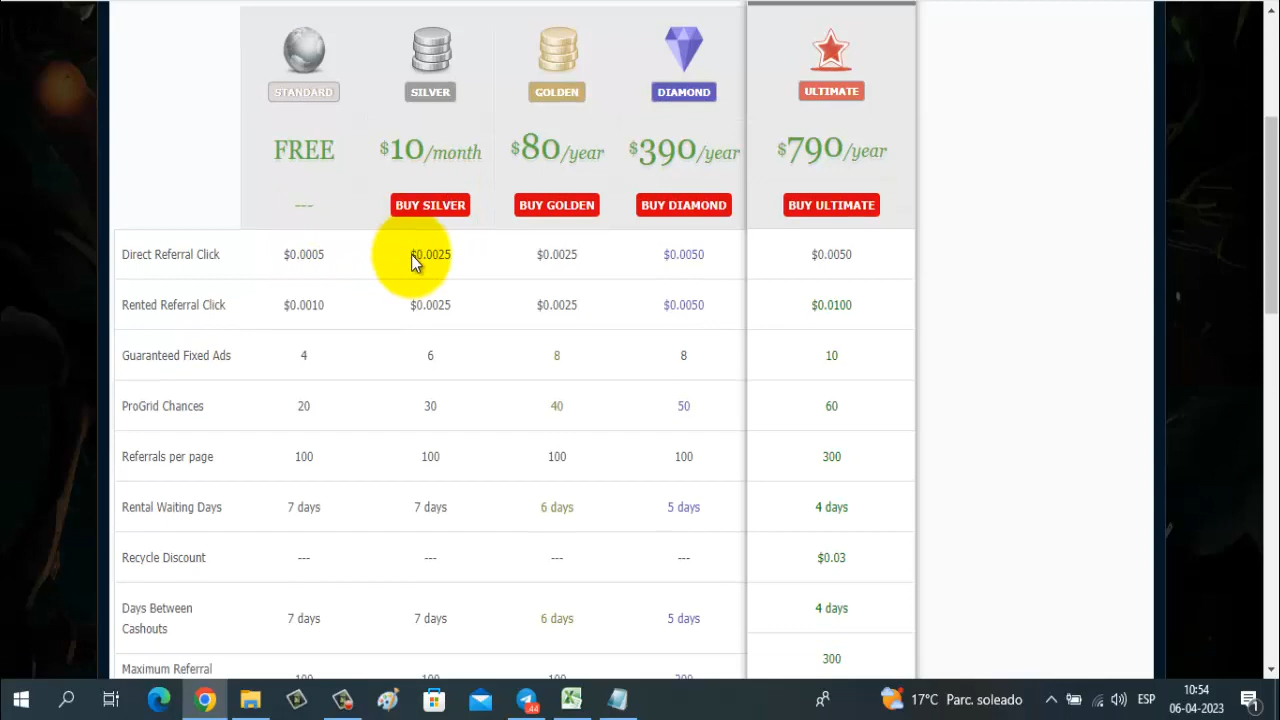 STANDARD SILVER GOLDEN DIAMOND ULTIMATE
FREE $10/month $80/year $390/year $790/year
--- BUY SILVER BUY GOLDEN BUY DIAMOND BUY ULTIMATE
Direct Referral Click $0.0005 $0.0025 $0.0025 $0.0050 $0.0050
Rented Referral Click $0.0010 $0.0025 $0.0025 $0.0050 $0.0100
Guaranteed Fixed Ads 4 6 8 8 10
ProGrid Chances 20 30 40 50 60
Referrals per page 100 100 100 100 300
Rental Waiting Days 7 days 7 days 6 days 5 days 4 days
Recycle Discount --- --- --- --- $0.03
Days Between
Cashouts 7 days 7 days 6 days 5 days 4 days
Maximum Referral 300
44 17°C Parc. soleado ESP 10:54
06-04-2023 1